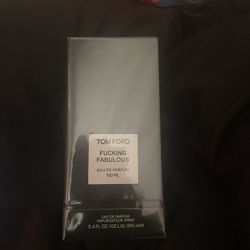 TOM FORD
FUCKING
FABULOUS
EAU DE PARFUM
100 ML
EAU DE PARFUM
VAPORISATEUR SPRAY
3.4 FL.OZ./OZ.LIQ./100 ml ℮